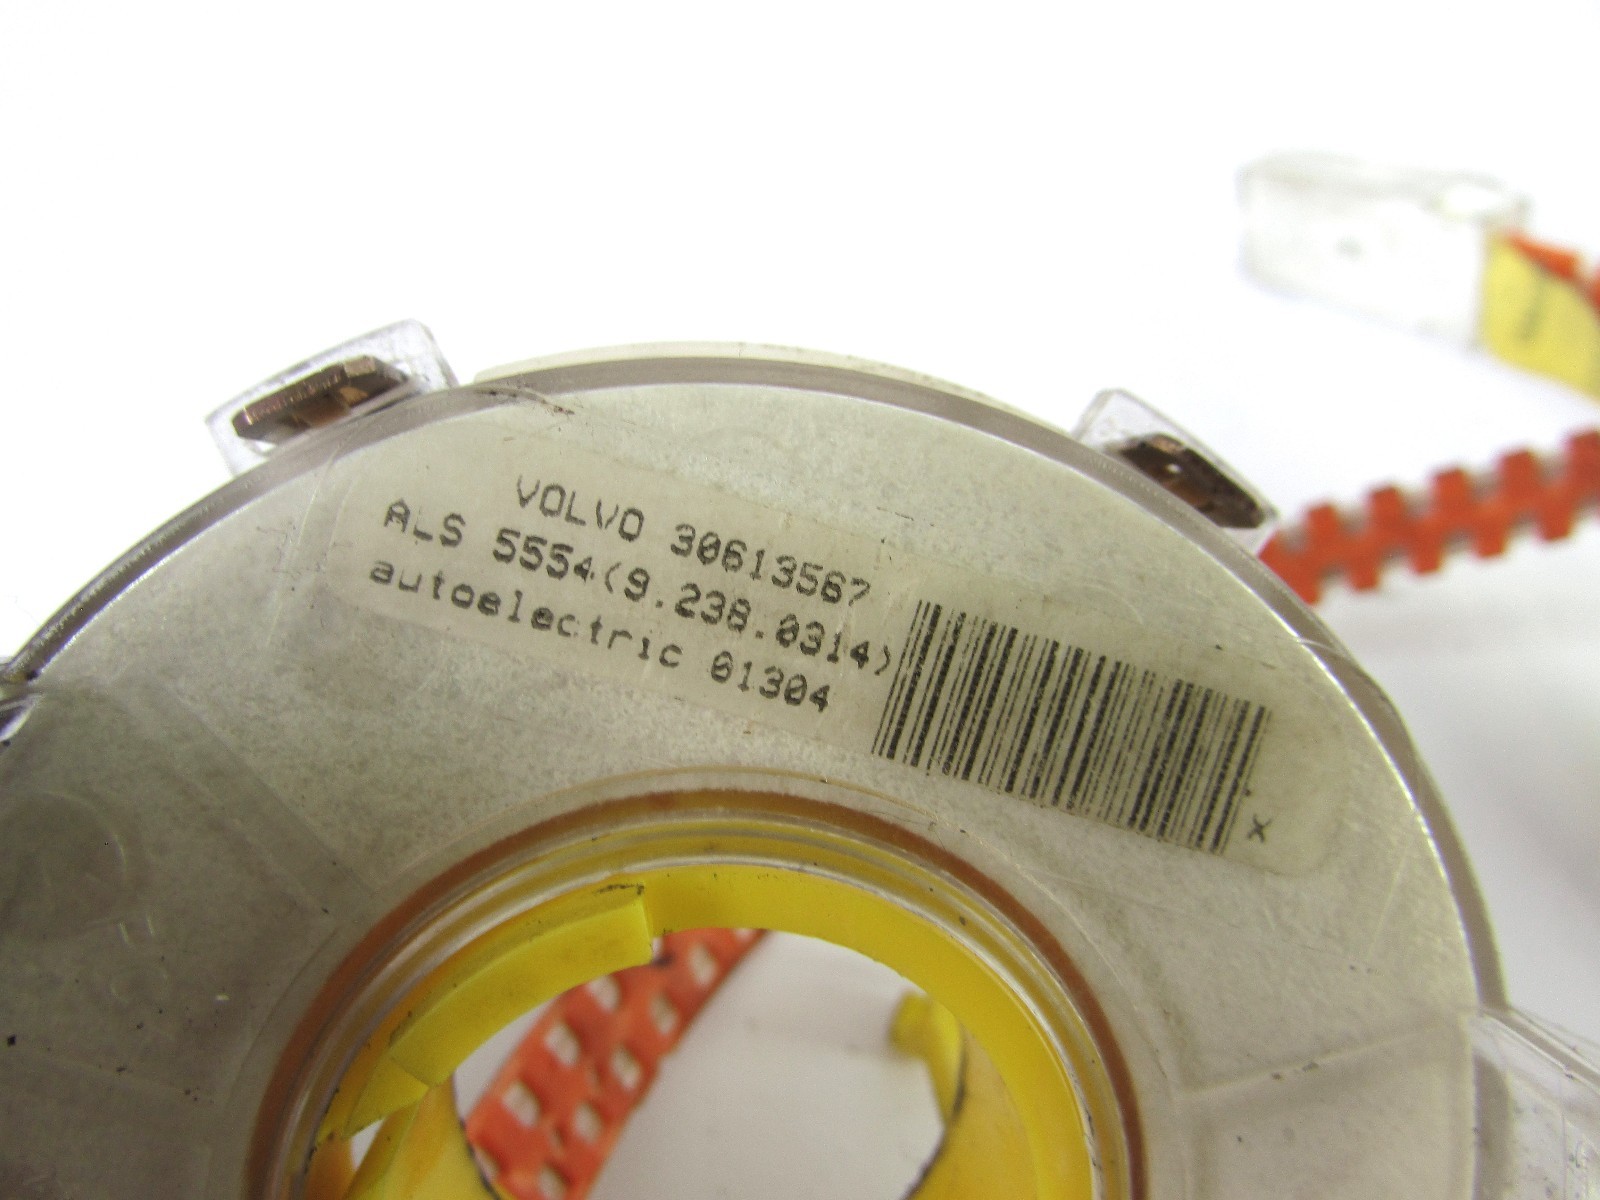 VOLVO 30613567
ALS 5554(9.238.0314)
autoelectric 01304
x